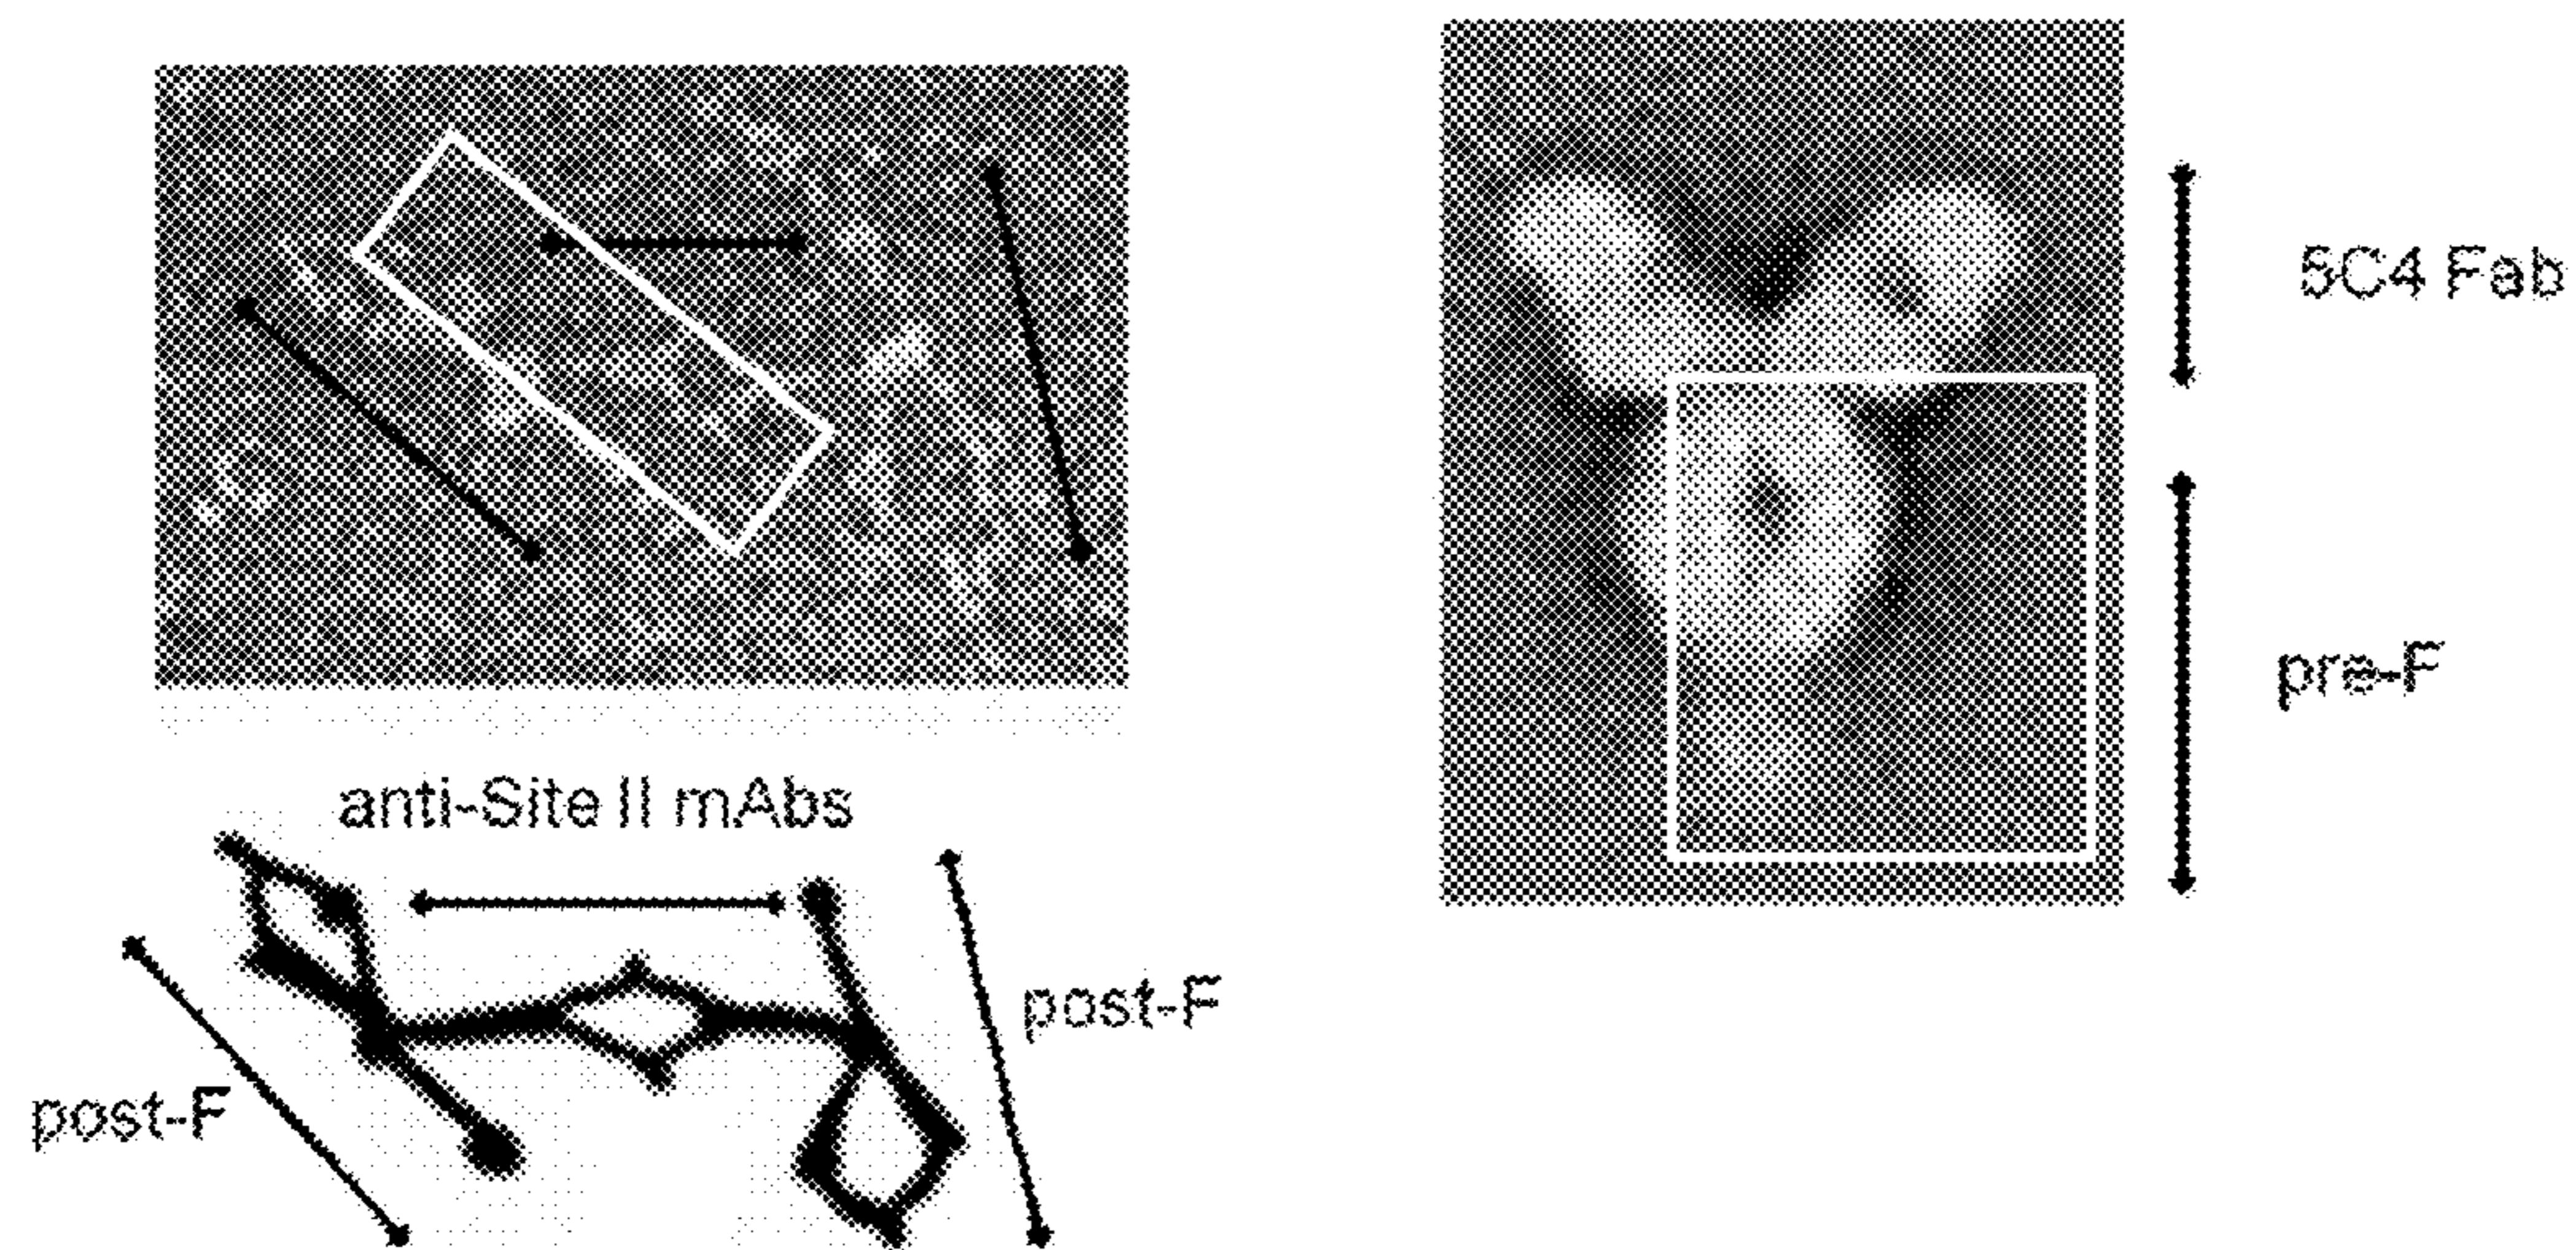 5C4 Fab
pre-F
anti-Site II mAbs
post-F
post-F